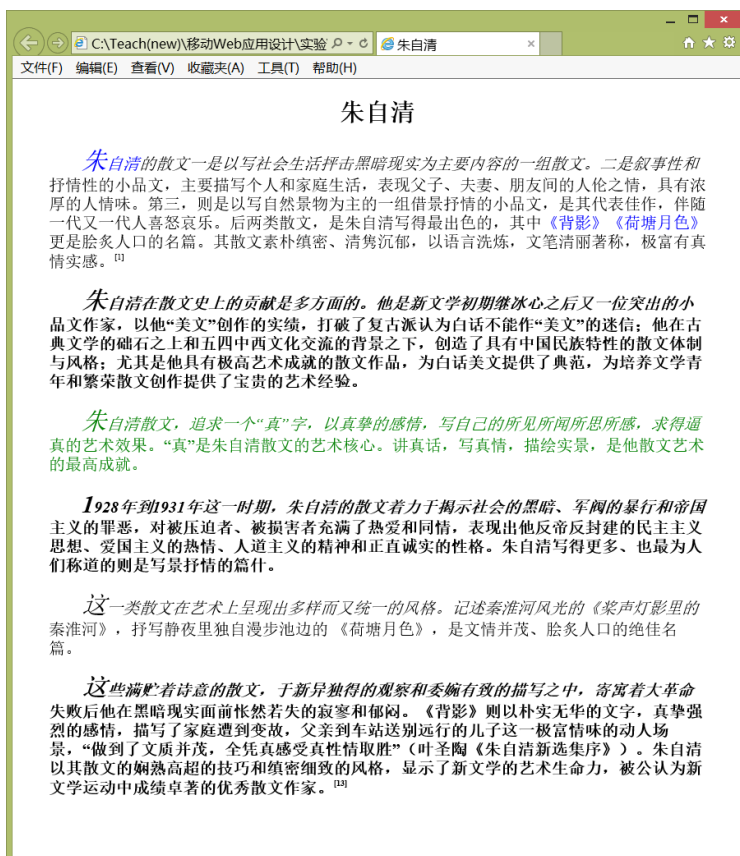 C:\Teach(new)\移动Web应用设计\实验
朱自清
文件(F) 编辑(E) 查看(V) 收藏夹(A) 工具(T) 帮助(H)
朱自清
朱自清的散文一是以写社会生活抨击黑暗现实为主要内容的一组散文。二是叙事性和
抒情性的小品文，主要描写个人和家庭生活，表现父子、夫妻、朋友间的人伦之情，具有浓
厚的人情味。第三，则是以写自然景物为主的一组借景抒情的小品文，是其代表佳作，伴随
一代又一代人喜怒哀乐。后两类散文，是朱自清写得最出色的，其中《背影》《荷塘月色》
更是脍炙人口的名篇。其散文素朴缜密、清隽沉郁，以语言洗炼，文笔清丽著称，极富有真
情实感。[1]
朱自清在散文史上的贡献是多方面的。他是新文学初期继冰心之后又一位突出的小
品文作家，以他“美文”创作的实绩，打破了复古派认为白话不能作“美文”的迷信；他在古
典文学的础石之上和五四中西文化交流的背景之下，创造了具有中国民族特性的散文体制
与风格；尤其是他具有极高艺术成就的散文作品，为白话美文提供了典范，为培养文学青
年和繁荣散文创作提供了宝贵的艺术经验。
朱自清散文，追求一个“真”字，以真挚的感情，写自己的所见所闻所思所感，求得逼
真的艺术效果。“真”是朱自清散文的艺术核心。讲真话，写真情，描绘实景，是他散文艺术
的最高成就。
1928年到1931年这一时期，朱自清的散文着力于揭示社会的黑暗、军阀的暴行和帝国
主义的罪恶，对被压迫者、被损害者充满了热爱和同情，表现出他反帝反封建的民主主义
思想、爱国主义的热情、人道主义的精神和正直诚实的性格。朱自清写得更多、也最为人
们称道的则是写景抒情的篇什。
这一类散文在艺术上呈现出多样而又统一的风格。记述秦淮河风光的《桨声灯影里的
秦淮河》，抒写静夜里独自漫步池边的 《荷塘月色》，是文情并茂、脍炙人口的绝佳名
篇。
这些满贮着诗意的散文，于新异独得的观察和委婉有致的描写之中，寄寓着大革命
失败后他在黑暗现实面前怅然若失的寂寥和郁闷。《背影》则以朴实无华的文字，真挚强
烈的感情，描写了家庭遭到变故，父亲到车站送别远行的儿子这一极富情味的动人场
景，“做到了文质并茂，全凭真感受真性情取胜”（叶圣陶《朱自清新选集序》）。朱自清
以其散文的娴熟高超的技巧和缜密细致的风格，显示了新文学的艺术生命力，被公认为新
文学运动中成绩卓著的优秀散文作家。[13]